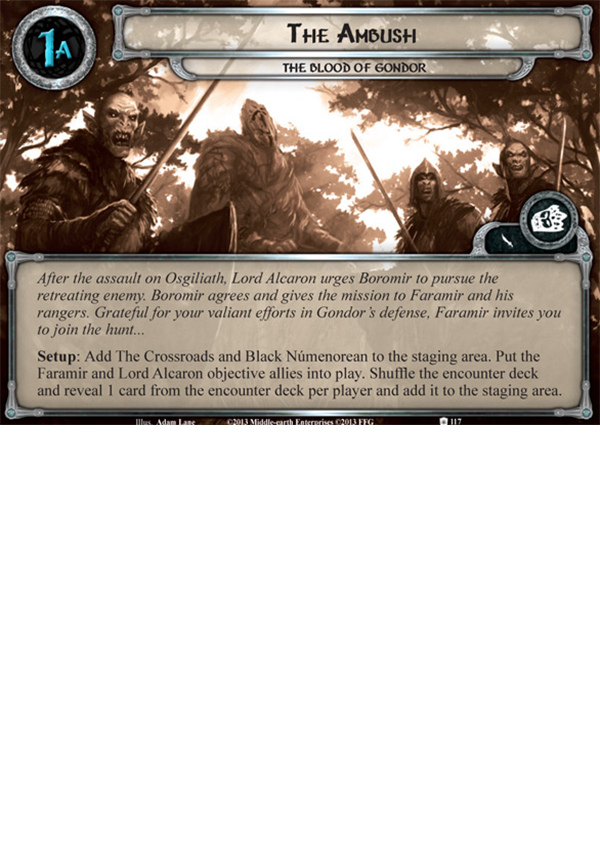 1A
The Ambush
The Blood of Gondor
After the assault on Osgiliath, Lord Alcaron urges Boromir to pursue the
retreating enemy. Boromir agrees and gives the mission to Faramir and his
rangers. Grateful for your valiant efforts in Gondor's defense, Faramir invites you
to join the hunt...
Setup: Add The Crossroads and Black Númenorean to the staging area. Put the
Faramir and Lord Alcaron objective allies into play. Shuffle the encounter deck
and reveal 1 card from the encounter deck per player and add it to the staging area.
Illus. Adam Lane ©2013 Middle-earth Enterprises ©2013 FFG 117